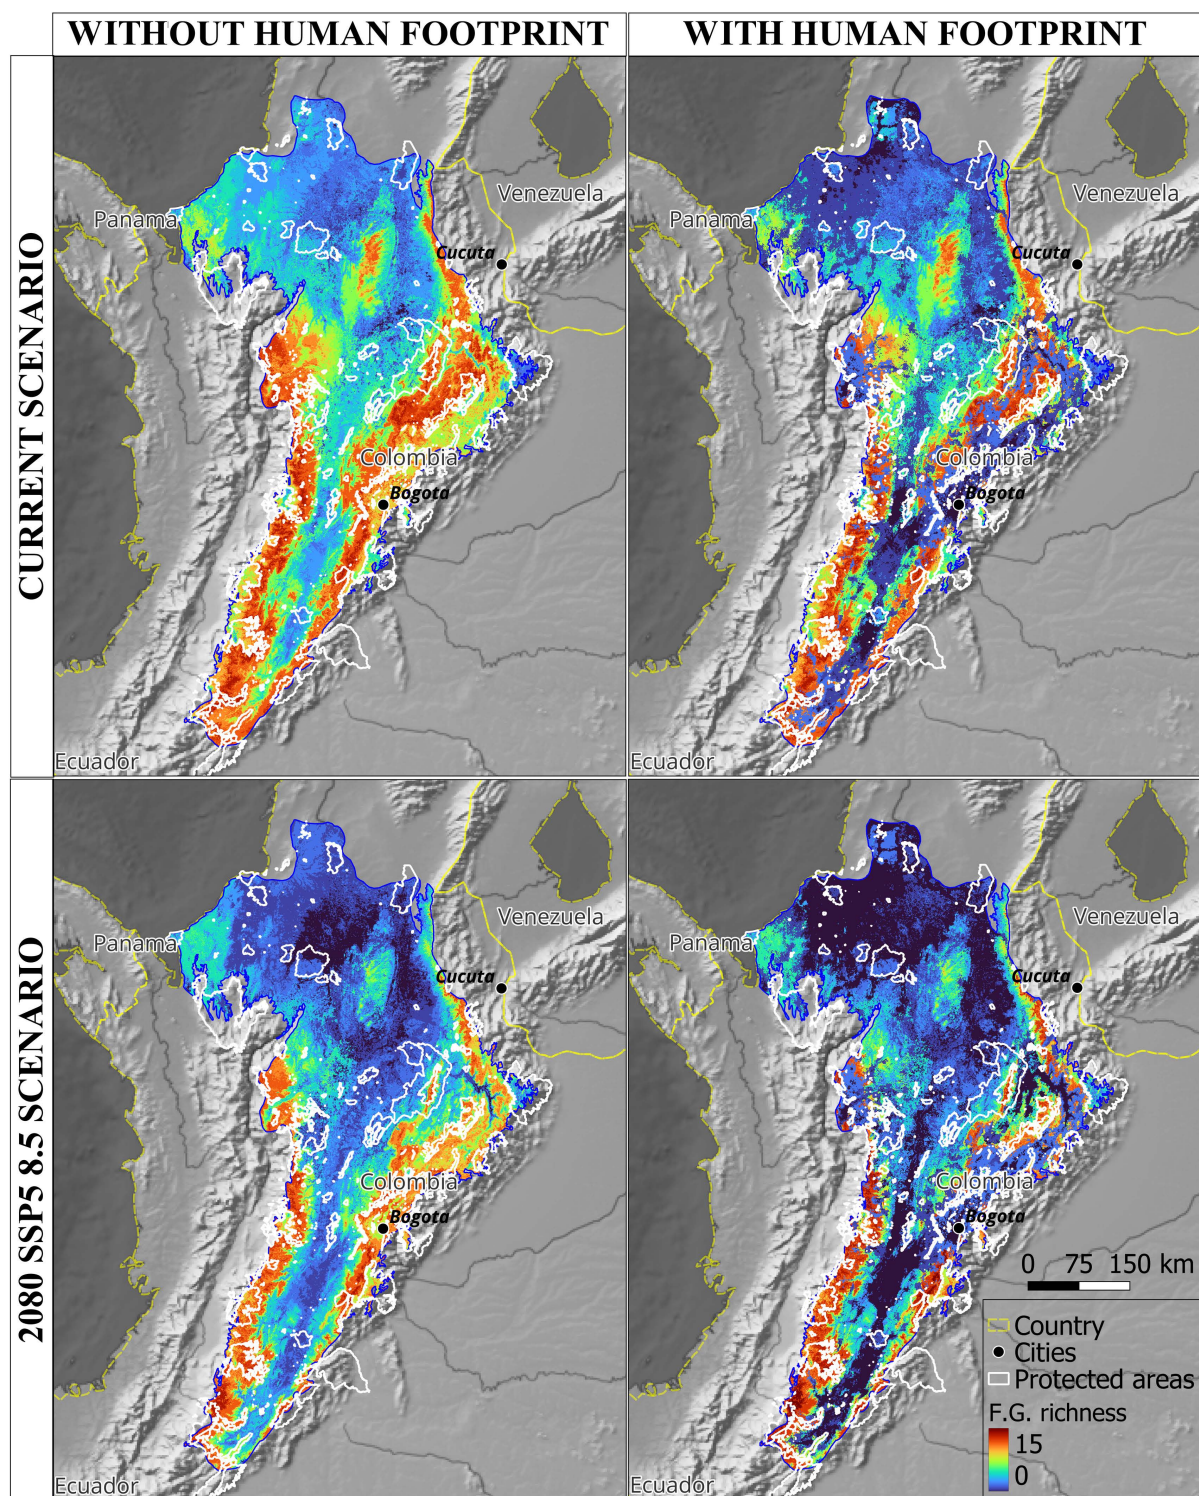 WITHOUT HUMAN FOOTPRINT
WITH HUMAN FOOTPRINT
CURRENT SCENARIO
Venezuela
Panama
Cucuta
Colombia
Bogota
Ecuador
Venezuela
Panama
Cucuta
Colombia
Bogota
Ecuador
2080 SSP5 8.5 SCENARIO
Venezuela
Panama
Cucuta
Colombia
Bogota
Ecuador
Venezuela
Panama
Cucuta
Colombia
Bogota
Ecuador
0 75 150 km
Country
Cities
Protected areas
F.G. richness
15
0